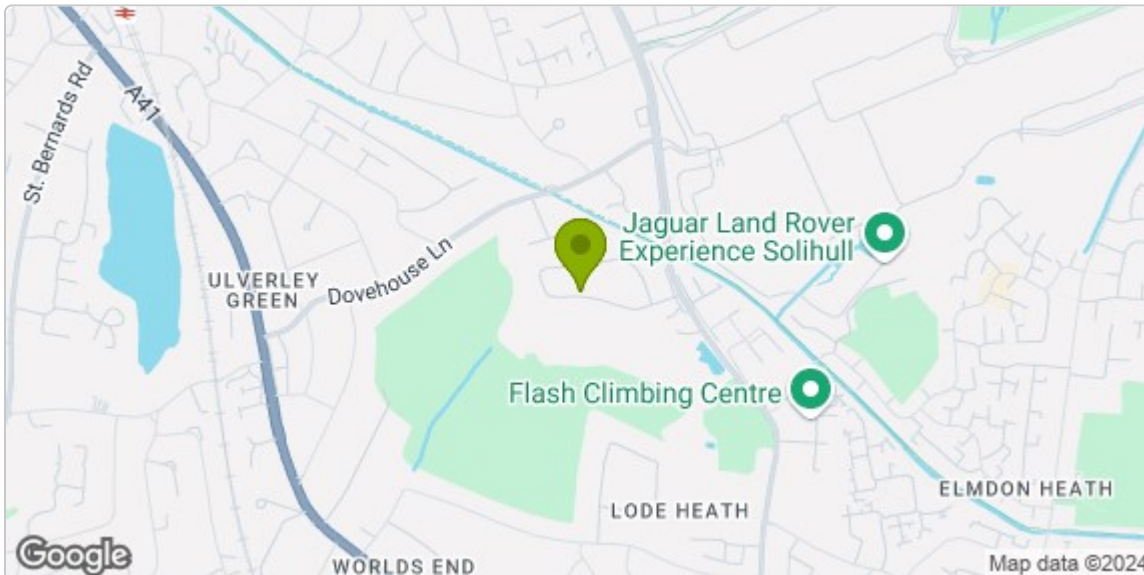 St. Bernards Rd
A41
Dovehouse Ln
ULVERLEY
GREEN
Jaguar Land Rover
Experience Solihull
Flash Climbing Centre
LODE HEATH
ELMDON HEATH
WORLDS END
Google
Map data ©2024